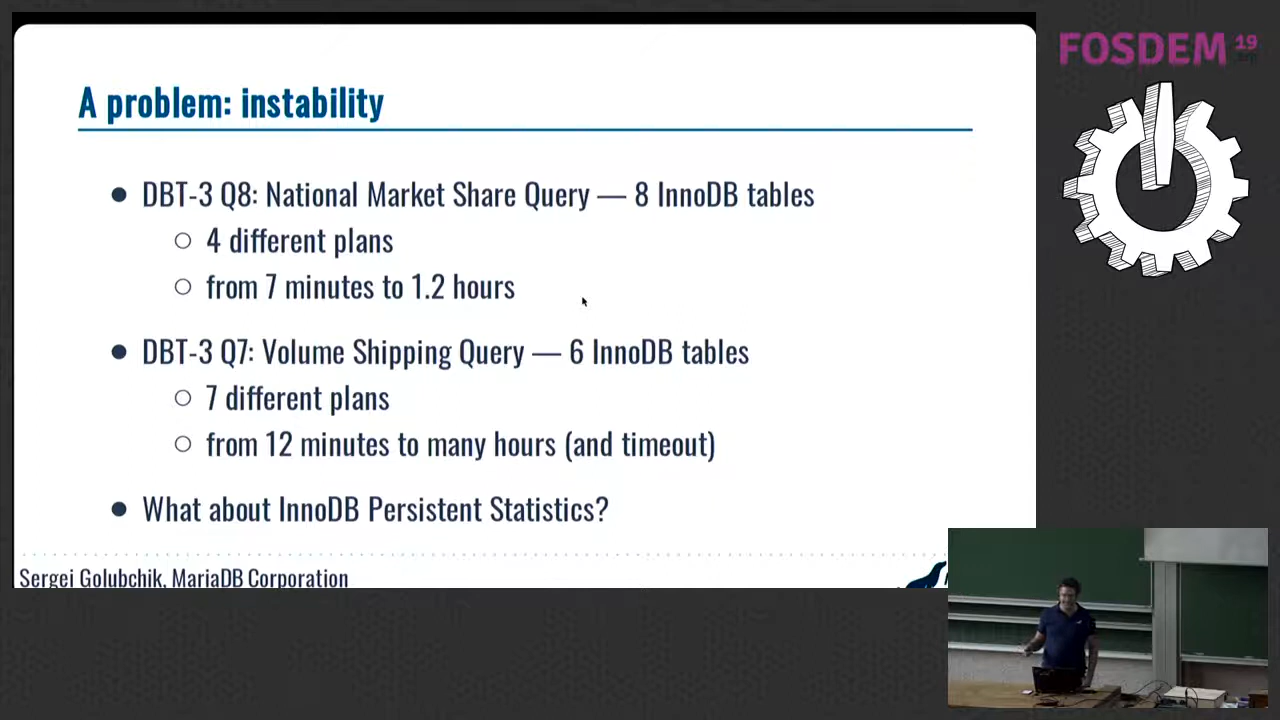 FOSDEM 19
A problem: instability
DBT-3 Q8: National Market Share Query — 8 InnoDB tables
4 different plans
from 7 minutes to 1.2 hours
DBT-3 Q7: Volume Shipping Query — 6 InnoDB tables
7 different plans
from 12 minutes to many hours (and timeout)
What about InnoDB Persistent Statistics?
Sergei Golubchik, MariaDB Corporation